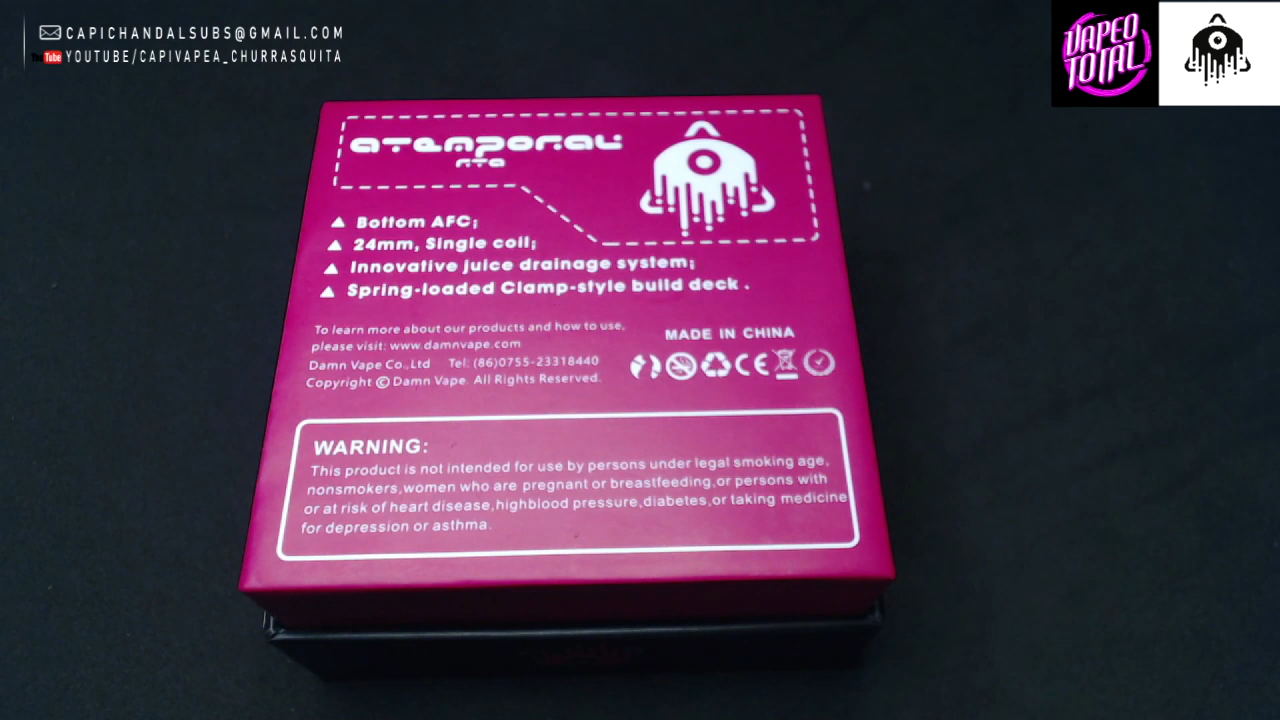 CAPICHANDALSUBS@GMAIL.COM
YouTube YOUTUBE/CAPIVAPEA_CHURRASQUITA
VAPEO
TOTAL
aTemporal
rTa
Bottom AFC;
24mm, Single coil;
Innovative juice drainage system;
Spring-loaded Clamp-style build deck .
To learn more about our products and how to use,
please visit: www.damnvape.com
Damn Vape Co.,Ltd Tel: (86)0755-23318440
Copyright © Damn Vape. All Rights Reserved.
MADE IN CHINA
CE
WARNING:
This product is not intended for use by persons under legal smoking age,
nonsmokers,women who are pregnant or breastfeeding,or persons with
or at risk of heart disease,highblood pressure,diabetes,or taking medicine
for depression or asthma.